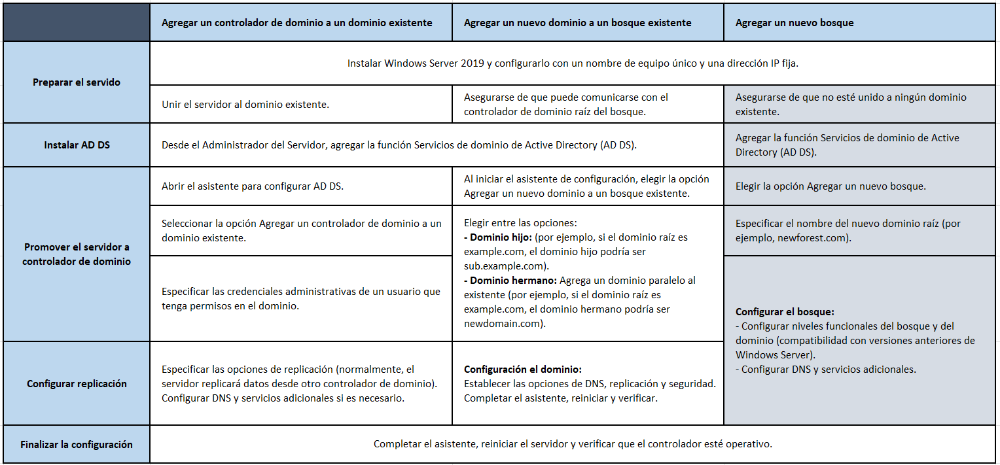 Agregar un controlador de dominio a un dominio existente
Agregar un nuevo dominio a un bosque existente
Agregar un nuevo bosque
Preparar el servido
Instalar Windows Server 2019 y configurarlo con un nombre de equipo único y una dirección IP fija.
Unir el servidor al dominio existente.
Asegurarse de que puede comunicarse con el
controlador de dominio raíz del bosque.
Asegurarse de que no esté unido a ningún dominio
existente.
Instalar AD DS
Desde el Administrador del Servidor, agregar la función Servicios de dominio de Active Directory (AD DS).
Agregar la función Servicios de dominio de Active
Directory (AD DS).
Promover el servidor a
controlador de dominio
Abrir el asistente para configurar AD DS.
Al iniciar el asistente de configuración, elegir la opción
Agregar un nuevo dominio a un bosque existente.
Elegir la opción Agregar un nuevo bosque.
Seleccionar la opción Agregar un controlador de dominio a un
dominio existente.
Elegir entre las opciones:
- Dominio hijo: (por ejemplo, si el dominio raíz es
example.com, el dominio hijo podría ser
sub.example.com).
- Dominio hermano: Agrega un dominio paralelo al
existente (por ejemplo, si el dominio raíz es
example.com, el dominio hermano podría ser
newdomain.com).
Especificar el nombre del nuevo dominio raíz (por
ejemplo, newforest.com).
Especificar las credenciales administrativas de un usuario que
tenga permisos en el dominio.
Configurar el bosque:
- Configurar niveles funcionales del bosque y del
dominio (compatibilidad con versiones anteriores de
Windows Server).
- Configurar DNS y servicios adicionales.
Configurar replicación
Especificar las opciones de replicación (normalmente, el
servidor replicará datos desde otro controlador de dominio).
Configurar DNS y servicios adicionales si es necesario.
Configuración el dominio:
Establecer las opciones de DNS, replicación y seguridad.
Completar el asistente, reiniciar y verificar.
Finalizar la configuración
Completar el asistente, reiniciar el servidor y verificar que el controlador esté operativo.